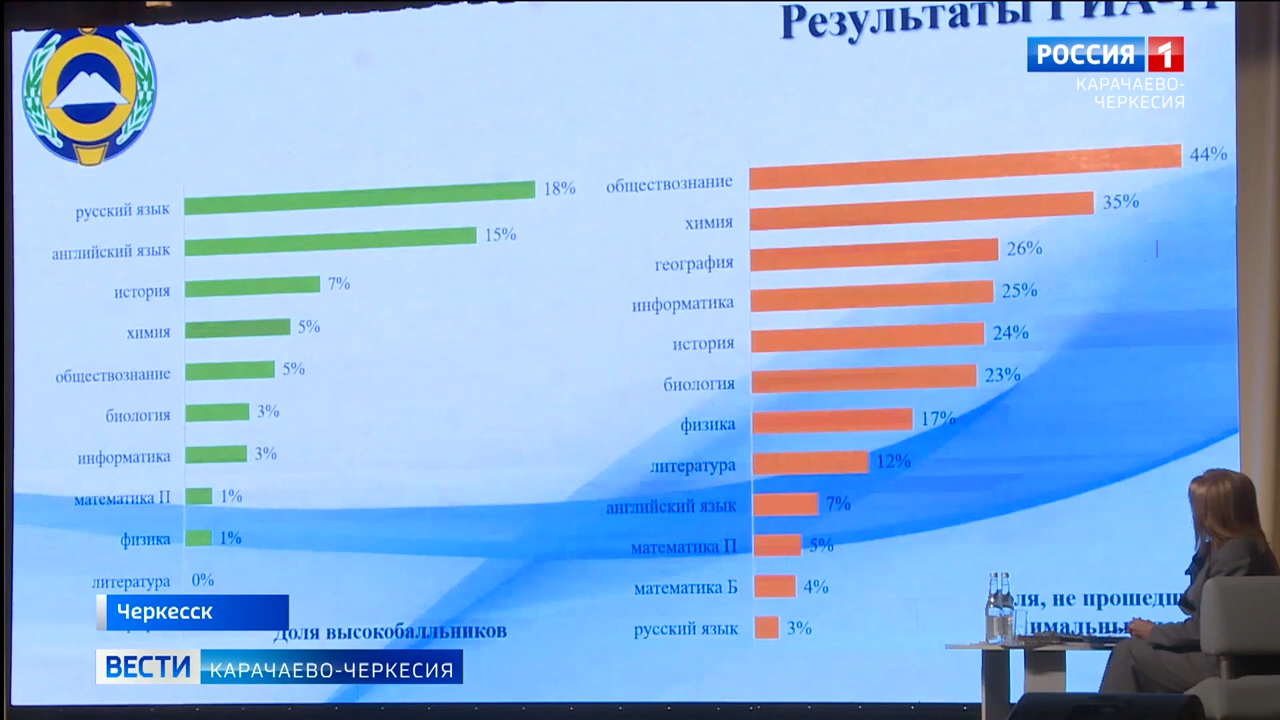 Результаты ГИА-11
РОССИЯ 1
КАРАЧАЕВО-
ЧЕРКЕСИЯ
русский язык 18%
английский язык 15%
история 7%
химия 5%
обществознание 5%
биология 3%
информатика 3%
математика П 1%
физика 1%
литература 0%
Доля высокобалльников
обществознание 44%
химия 35%
география 26%
информатика 25%
история 24%
биология 23%
физика 17%
литература 12%
английский язык 7%
математика П 5%
математика Б 4%
русский язык 3%
не
Черкесск
ВЕСТИ КАРАЧАЕВО-ЧЕРКЕСИЯ